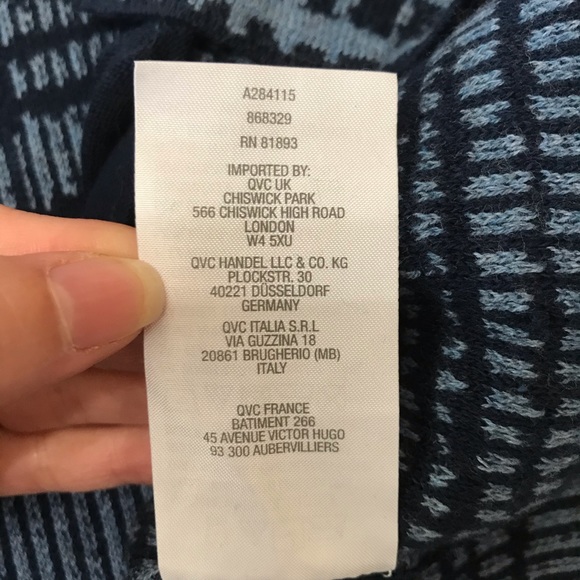 A284115
868329
RN 81893
IMPORTED BY:
QVC UK
CHISWICK PARK
566 CHISWICK HIGH ROAD
LONDON
W4 5XU
QVC HANDEL LLC & CO. KG
PLOCKSTR. 30
40221 DÜSSELDORF
GERMANY
QVC ITALIA S.R.L
VIA GUZZINA 18
20861 BRUGHERIO (MB)
ITALY
QVC FRANCE
BATIMENT 266
45 AVENUE VICTOR HUGO
93 300 AUBERVILLIERS